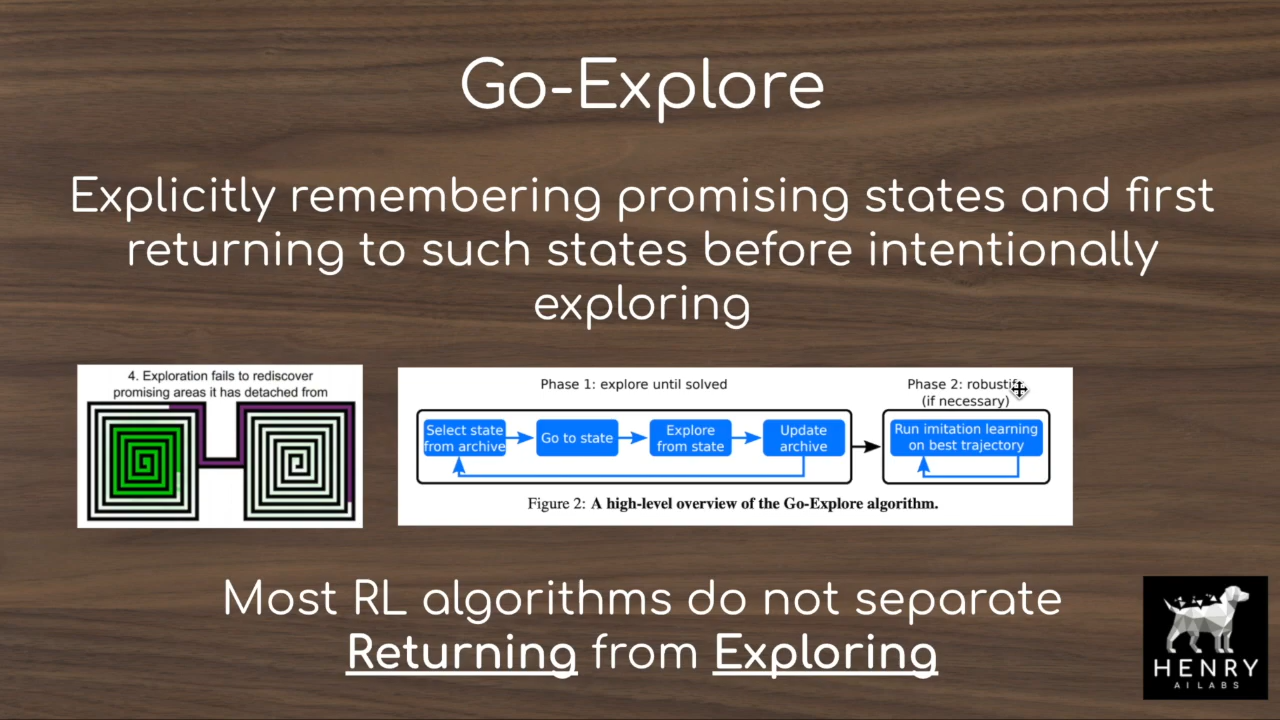 Go-Explore
Explicitly remembering promising states and first
returning to such states before intentionally
exploring
4. Exploration fails to rediscover
promising areas it has detached from
Phase 1: explore until solved
Phase 2: robustify
(if necessary)
Select state
from archive
Go to state
Explore
from state
Update
archive
Run imitation learning
on best trajectory
Figure 2: A high-level overview of the Go-Explore algorithm.
Most RL algorithms do not separate
Returning from Exploring
HENRY
AI LABS